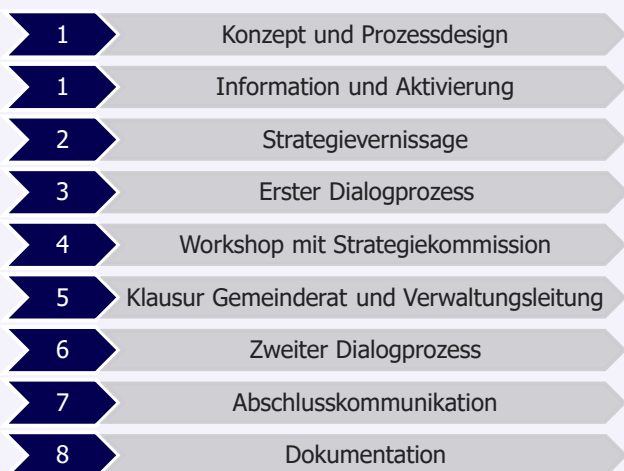 1 Konzept und Prozessdesign
1 Information und Aktivierung
2 Strategievernissage
3 Erster Dialogprozess
4 Workshop mit Strategiekommission
5 Klausur Gemeinderat und Verwaltungsleitung
6 Zweiter Dialogprozess
7 Abschlusskommunikation
8 Dokumentation